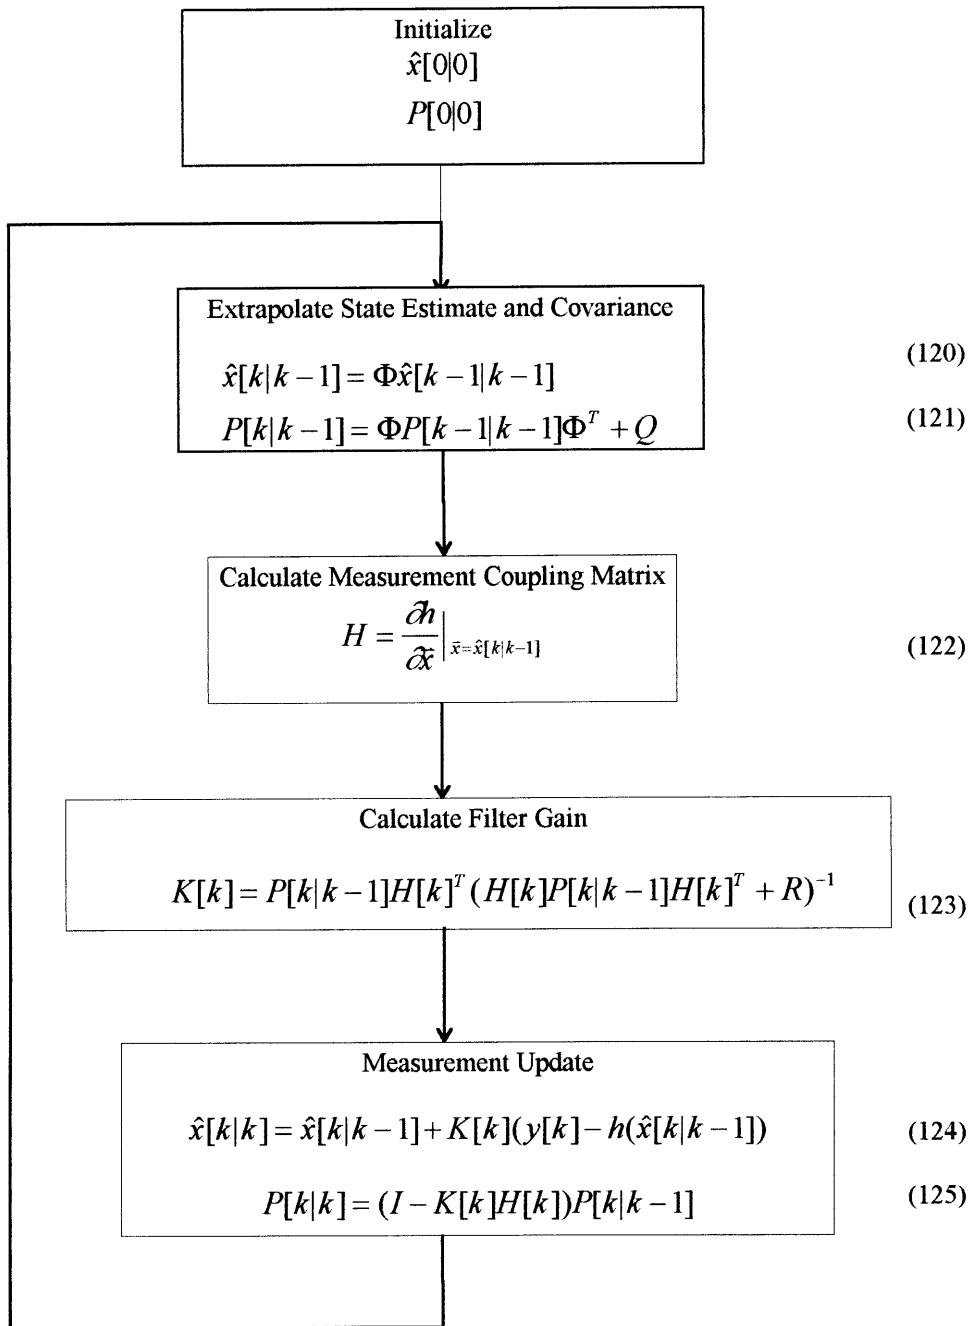 Initialize
x̂[0|0]
P[0|0]
Extrapolate State Estimate and Covariance
x̂[k|k − 1] = Φx̂[k − 1|k − 1] (120)
P[k|k − 1] = ΦP[k − 1|k − 1]Φ^T + Q (121)
Calculate Measurement Coupling Matrix
H = ∂h/∂x̄ |_{x̄=x̂[k|k−1]} (122)
Calculate Filter Gain
K[k] = P[k|k − 1]H[k]^T (H[k]P[k|k − 1]H[k]^T + R)^{−1} (123)
Measurement Update
x̂[k|k] = x̂[k|k − 1] + K[k](y[k] − h(x̂[k|k − 1]) (124)
P[k|k] = (I − K[k]H[k])P[k|k − 1] (125)